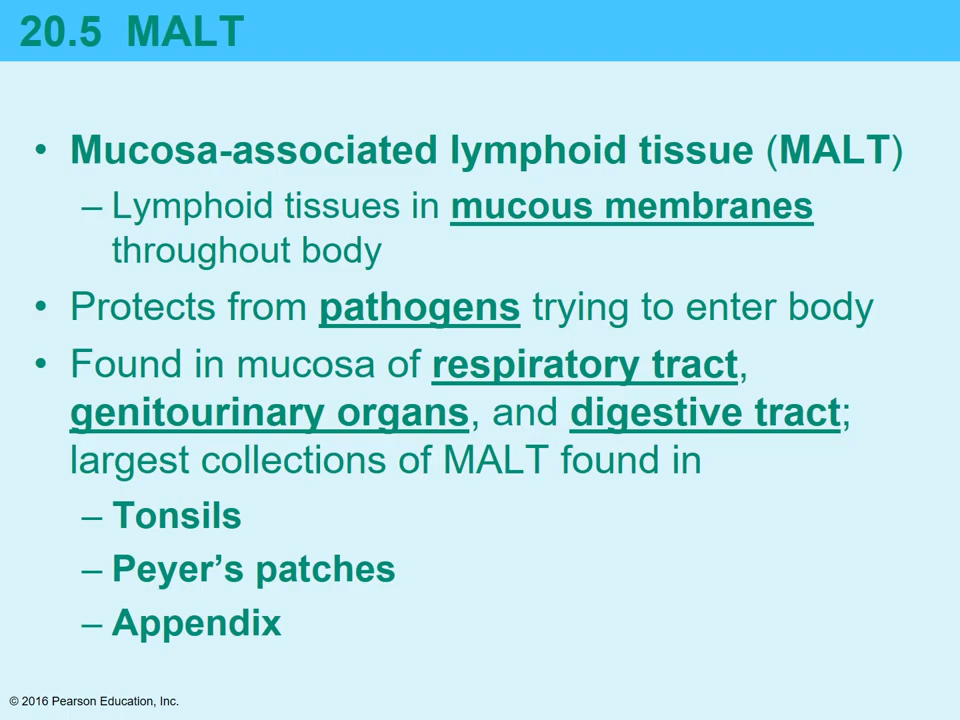 20.5 MALT
• Mucosa-associated lymphoid tissue (MALT)
– Lymphoid tissues in mucous membranes
throughout body
• Protects from pathogens trying to enter body
• Found in mucosa of respiratory tract,
genitourinary organs, and digestive tract;
largest collections of MALT found in
– Tonsils
– Peyer’s patches
– Appendix
© 2016 Pearson Education, Inc.